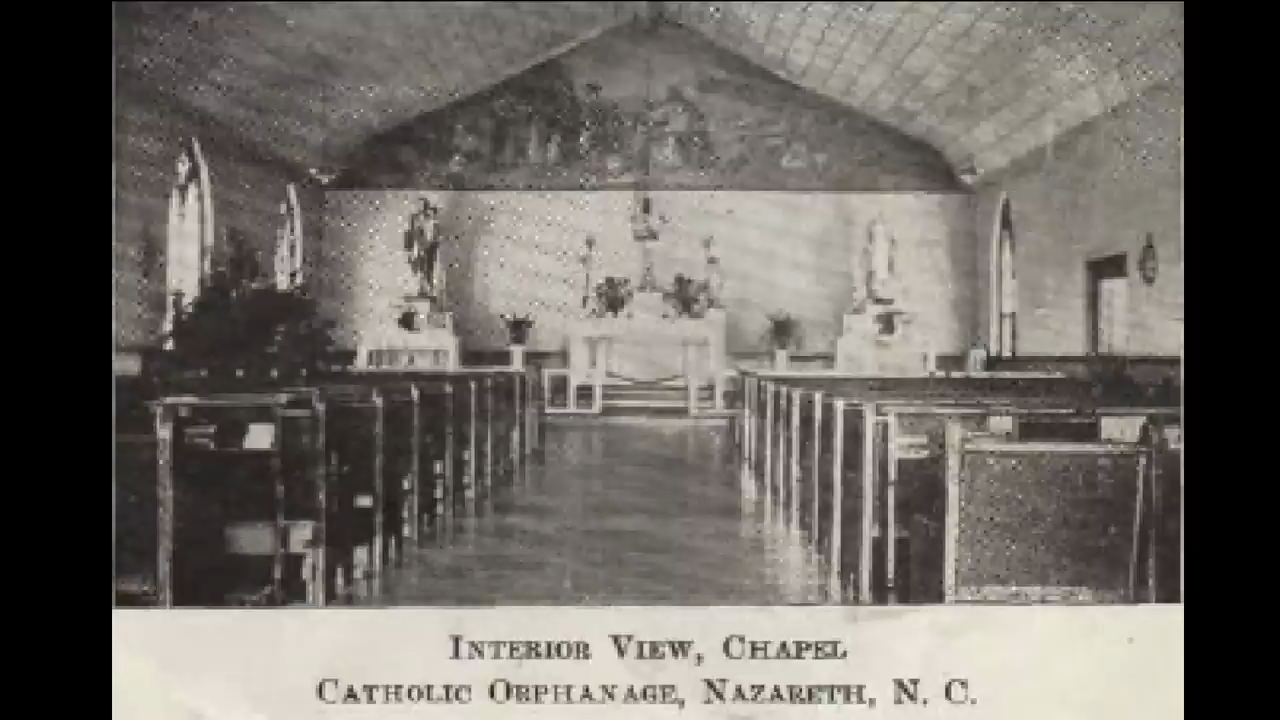 INTERIOR VIEW, CHAPEL
CATHOLIC ORPHANAGE, NAZARETH, N. C.